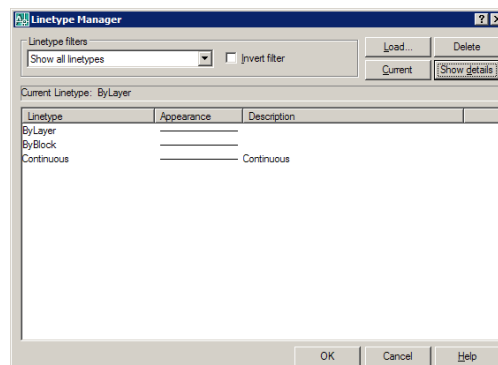 Linetype Manager
Linetype filters
Show all linetypes
Invert filter
Load...
Delete
Current
Show details
Current Linetype: ByLayer
Linetype Appearance Description
ByLayer
ByBlock
Continuous Continuous
OK Cancel Help